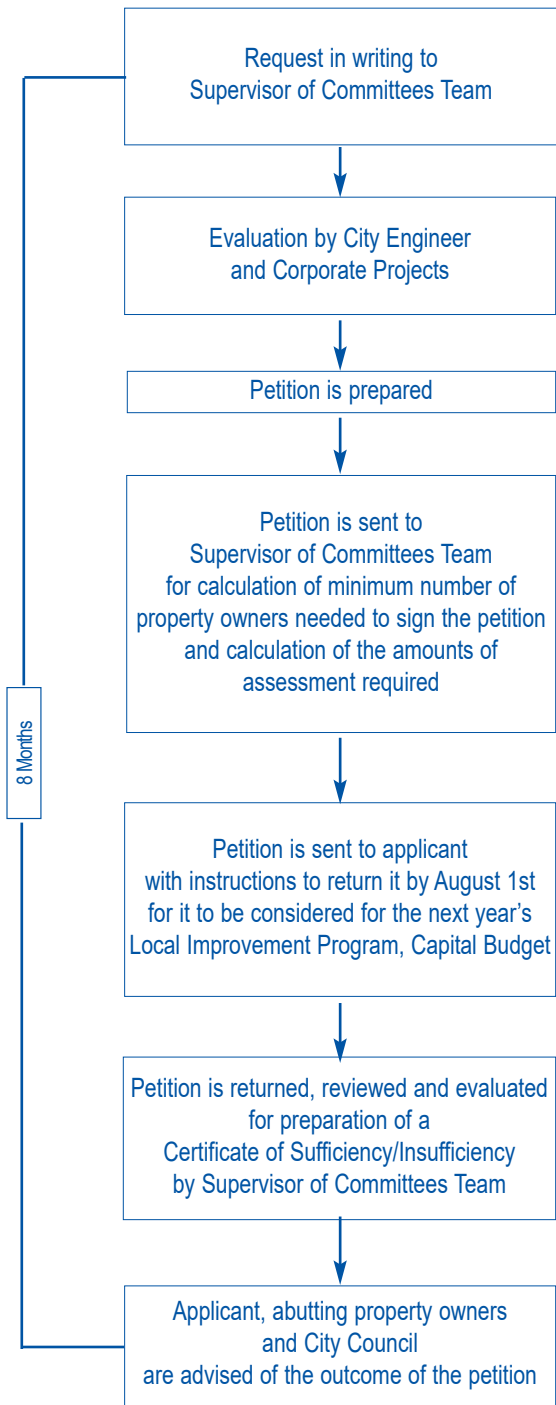 Request in writing to
Supervisor of Committees Team
Evaluation by City Engineer
and Corporate Projects
Petition is prepared
Petition is sent to
Supervisor of Committees Team
for calculation of minimum number of
property owners needed to sign the petition
and calculation of the amounts of
assessment required
8 Months
Petition is sent to applicant
with instructions to return it by August 1st
for it to be considered for the next year’s
Local Improvement Program, Capital Budget
Petition is returned, reviewed and evaluated
for preparation of a
Certificate of Sufficiency/Insufficiency
by Supervisor of Committees Team
Applicant, abutting property owners
and City Council
are advised of the outcome of the petition